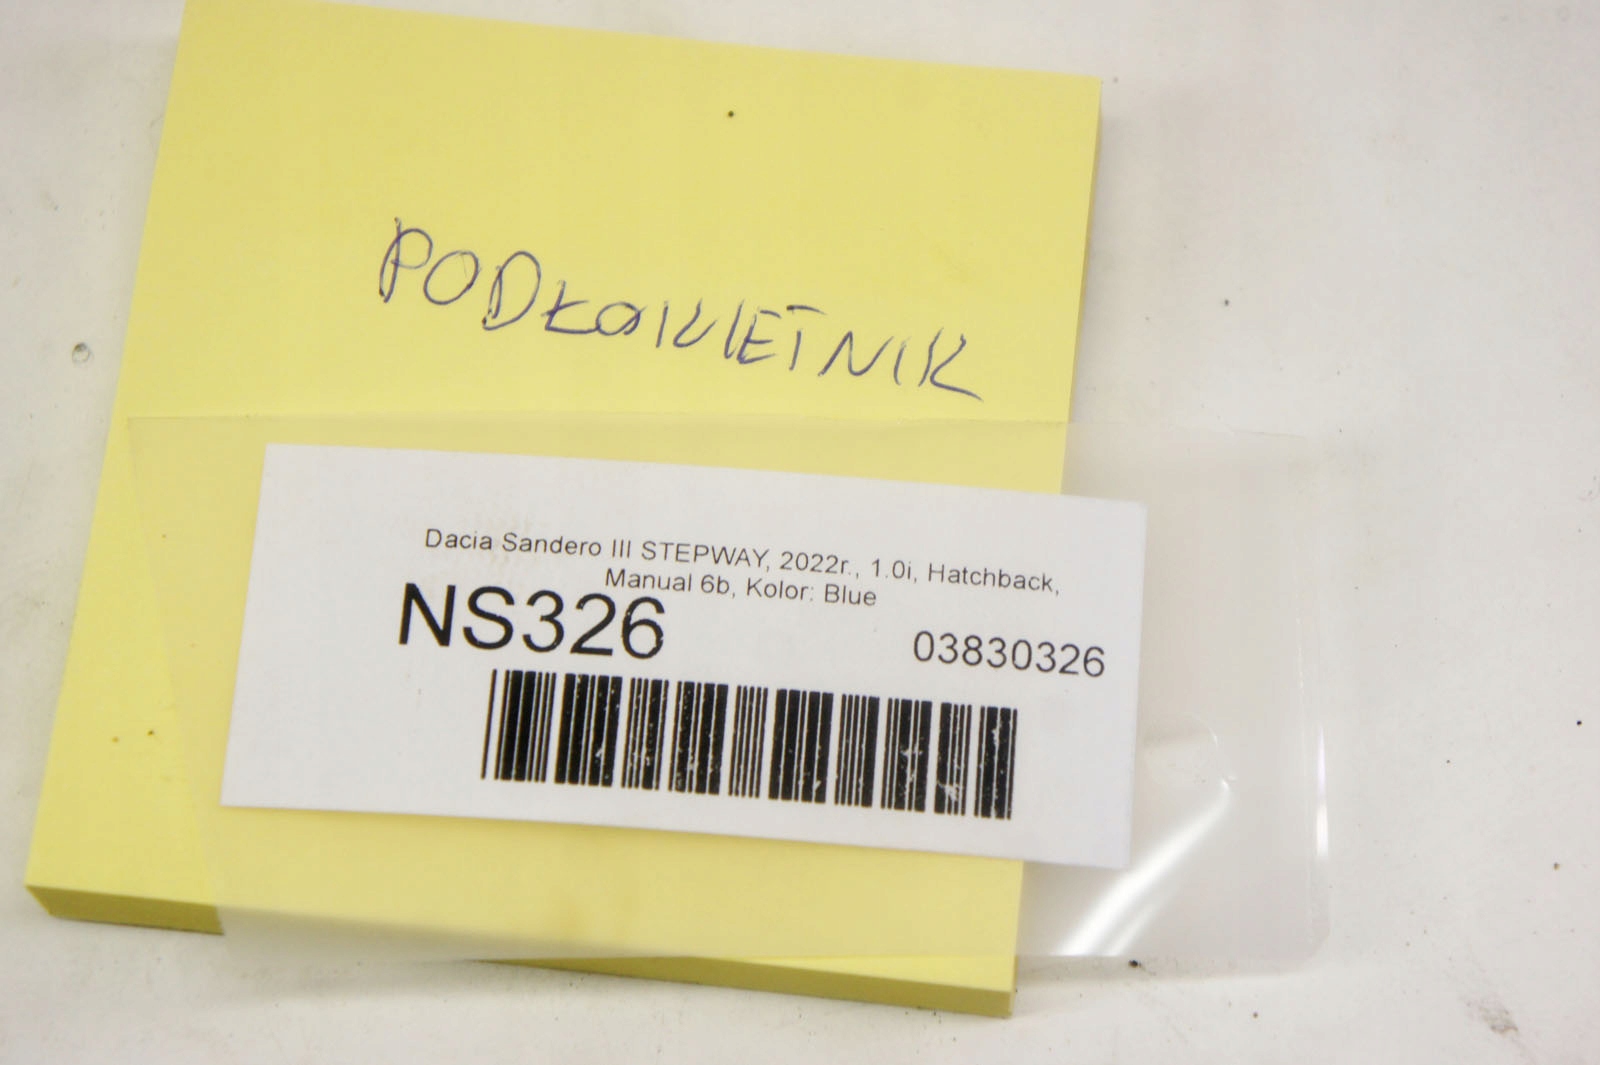 PODŁOKIETNIK
Dacia Sandero III STEPWAY, 2022r., 1.0i, Hatchback,
Manual 6b, Kolor: Blue
NS326
03830326